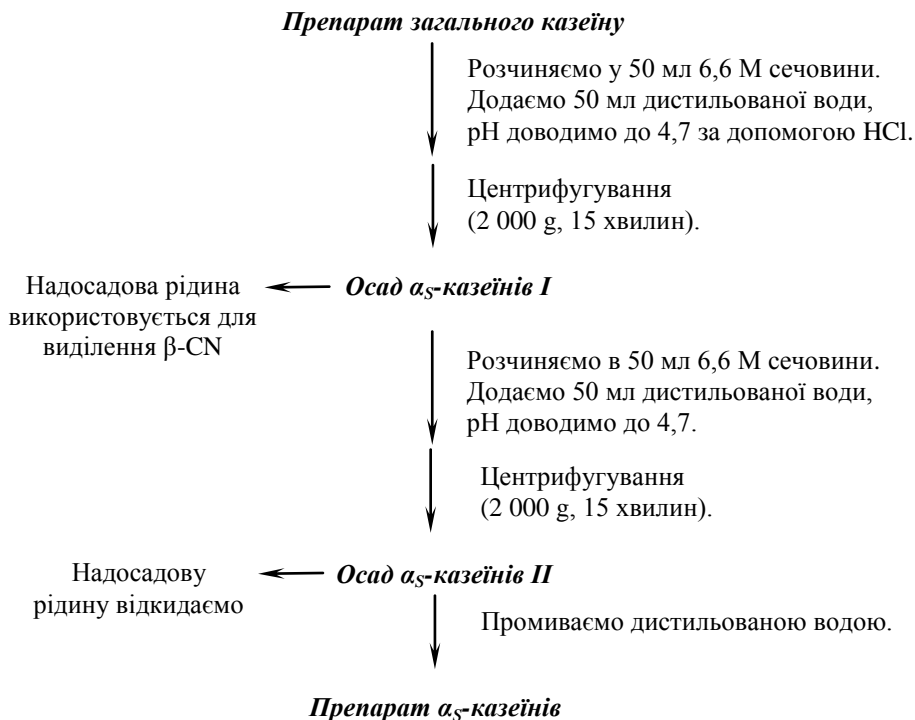 Препарат загального казеїну
Розчиняємо у 50 мл 6,6 М сечовини.
Додаємо 50 мл дистильованої води,
рН доводимо до 4,7 за допомогою HCl.
Центрифугування
(2 000 g, 15 хвилин).
Надосадова рідина
використовується для
виділення β-CN
Осад αS-казеїнів I
Розчиняємо в 50 мл 6,6 М сечовини.
Додаємо 50 мл дистильованої води,
рН доводимо до 4,7.
Центрифугування
(2 000 g, 15 хвилин).
Надосадову
рідину відкидаємо
Осад αS-казеїнів II
Промиваємо дистильованою водою.
Препарат αS-казеїнів